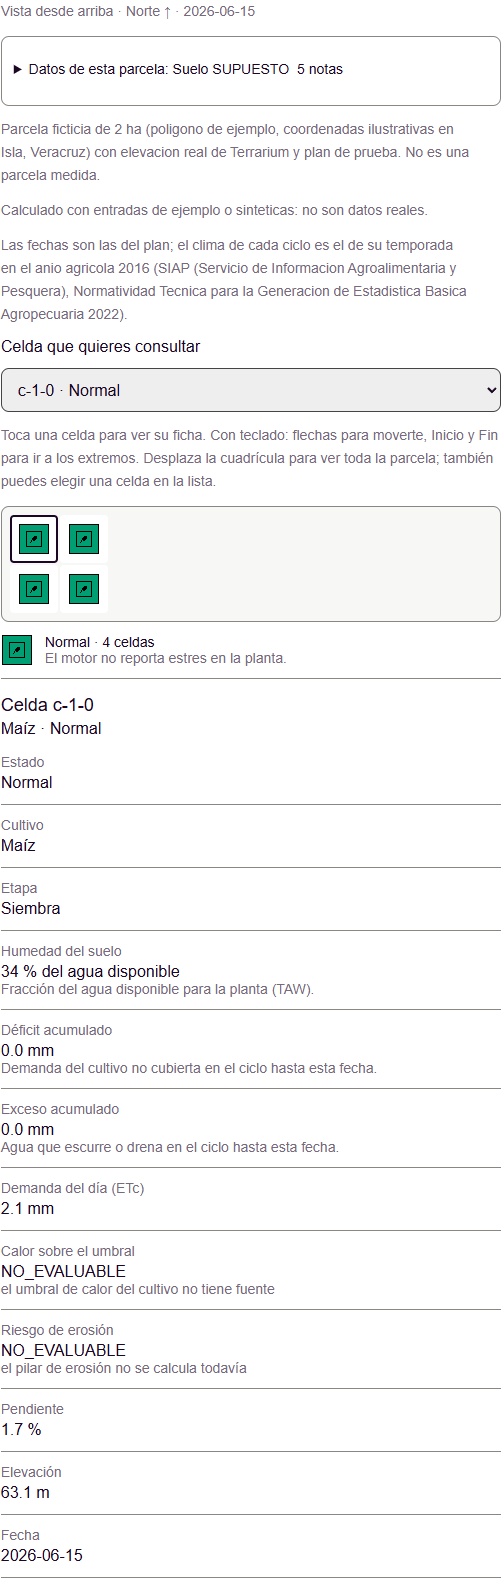 Vista desde arriba · Norte ↑ · 2026-06-15
▶ Datos de esta parcela: Suelo SUPUESTO 5 notas
Parcela ficticia de 2 ha (poligono de ejemplo, coordenadas ilustrativas en
Isla, Veracruz) con elevacion real de Terrarium y plan de prueba. No es una
parcela medida.
Calculado con entradas de ejemplo o sinteticas: no son datos reales.
Las fechas son las del plan; el clima de cada ciclo es el de su temporada
en el anio agricola 2016 (SIAP (Servicio de Informacion Agroalimentaria y
Pesquera), Normatividad Tecnica para la Generacion de Estadistica Basica
Agropecuaria 2022).
Celda que quieres consultar
c-1-0 · Normal
Toca una celda para ver su ficha. Con teclado: flechas para moverte, Inicio y Fin
para ir a los extremos. Desplaza la cuadrícula para ver toda la parcela; también
puedes elegir una celda en la lista.
Normal · 4 celdas
El motor no reporta estres en la planta.
Celda c-1-0
Maíz · Normal
Estado
Normal
Cultivo
Maíz
Etapa
Siembra
Humedad del suelo
34 % del agua disponible
Fracción del agua disponible para la planta (TAW).
Déficit acumulado
0.0 mm
Demanda del cultivo no cubierta en el ciclo hasta esta fecha.
Exceso acumulado
0.0 mm
Agua que escurre o drena en el ciclo hasta esta fecha.
Demanda del día (ETc)
2.1 mm
Calor sobre el umbral
NO_EVALUABLE
el umbral de calor del cultivo no tiene fuente
Riesgo de erosión
NO_EVALUABLE
el pilar de erosión no se calcula todavía
Pendiente
1.7 %
Elevación
63.1 m
Fecha
2026-06-15